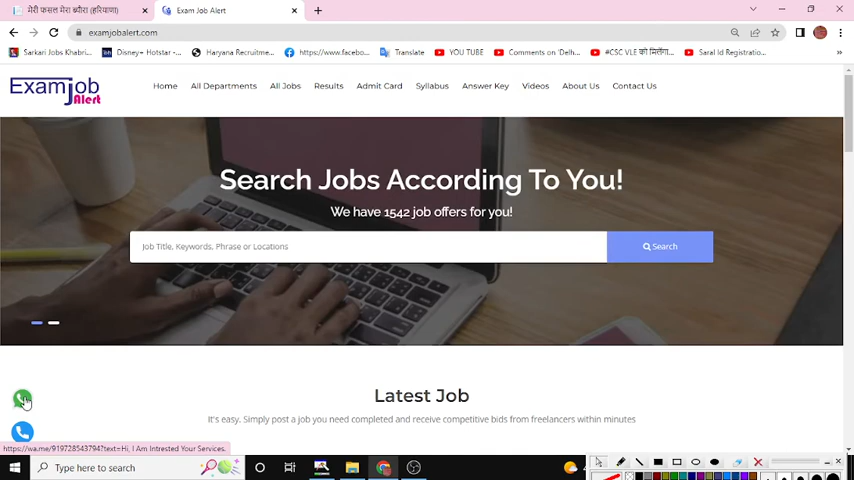 मेरी फसल मेरा ब्यौरा (हरियाणा)
Exam Job Alert
examjobalert.com
Sarkari Jobs Khabri...
Disney+ Hotstar -...
Haryana Recruitme...
https://www.facebo...
Translate
YOU TUBE
Comments on 'Delh...
#CSC VLE को मिलेंगा...
Saral Id Registratio...
ExamJob Alert
Home
All Departments
All Jobs
Results
Admit Card
Syllabus
Answer Key
Videos
About Us
Contact Us
Search Jobs According To You!
We have 1542 job offers for you!
Job Title, Keywords, Phrase or Locations
Search
Latest Job
It's easy. Simply post a job you need completed and receive competitive bids from freelancers within minutes
https://wa.me/919728543794?text=Hi, I Am Intrested Your Services.
Type here to search